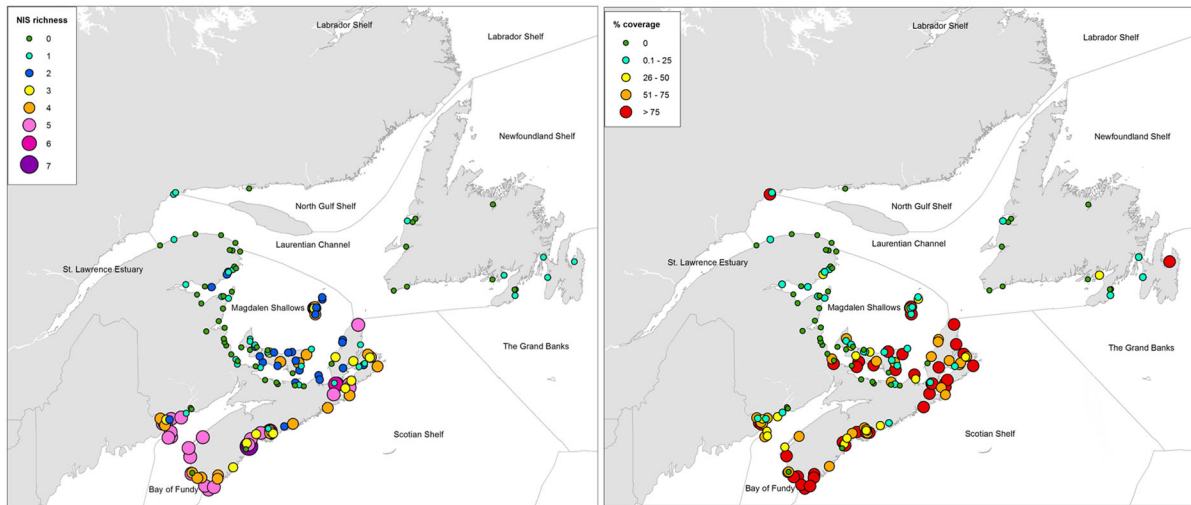 NIS richness
0
1
2
3
4
5
6
7
Labrador Shelf
Labrador Shelf
Newfoundland Shelf
North Gulf Shelf
Laurentian Channel
St. Lawrence Estuary
Magdalen Shallows
The Grand Banks
Scotian Shelf
Bay of Fundy
% coverage
0
0.1 - 25
26 - 50
51 - 75
> 75
Labrador Shelf
Labrador Shelf
Newfoundland Shelf
North Gulf Shelf
Laurentian Channel
St. Lawrence Estuary
Magdalen Shallows
The Grand Banks
Scotian Shelf
Bay of Fundy